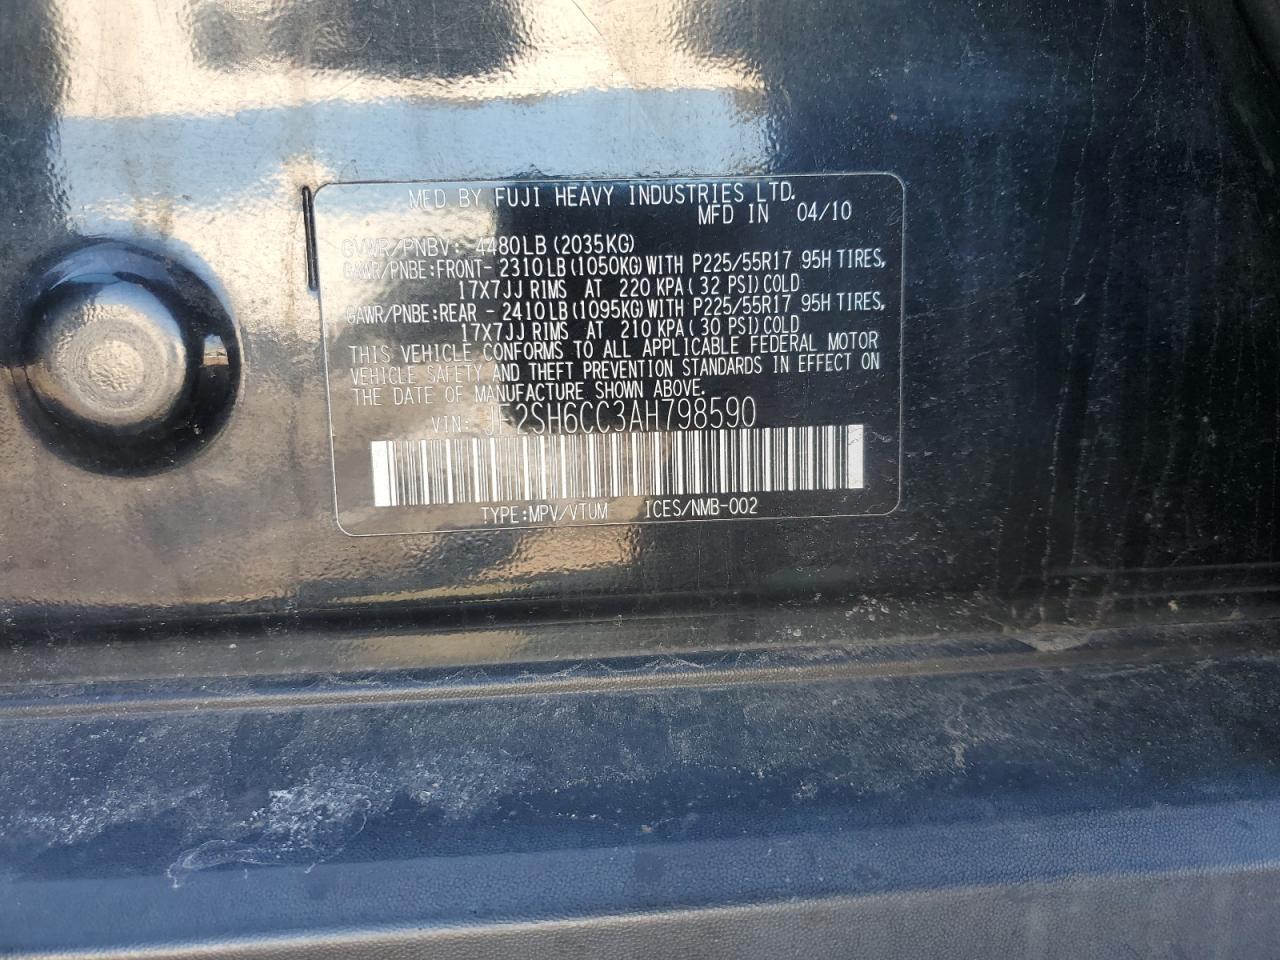 MFD BY FUJI HEAVY INDUSTRIES LTD.
MFD IN 04/10
GVWR/PNBV: 4480LB (2035KG)
GAWR/PNBE:FRONT- 2310LB (1050KG) WITH P225/55R17 95H TIRES,
17X7JJ RIMS AT 220 KPA ( 32 PSI) COLD
GAWR/PNBE:REAR - 2410LB (1095KG) WITH P225/55R17 95H TIRES,
17X7JJ RIMS AT 210 KPA ( 30 PSI) COLD
THIS VEHICLE CONFORMS TO ALL APPLICABLE FEDERAL MOTOR
VEHICLE SAFETY AND THEFT PREVENTION STANDARDS IN EFFECT ON
THE DATE OF MANUFACTURE SHOWN ABOVE.
VIN: JF2SH6CC3AH798590
TYPE:MPV/VTUM ICES/NMB-002